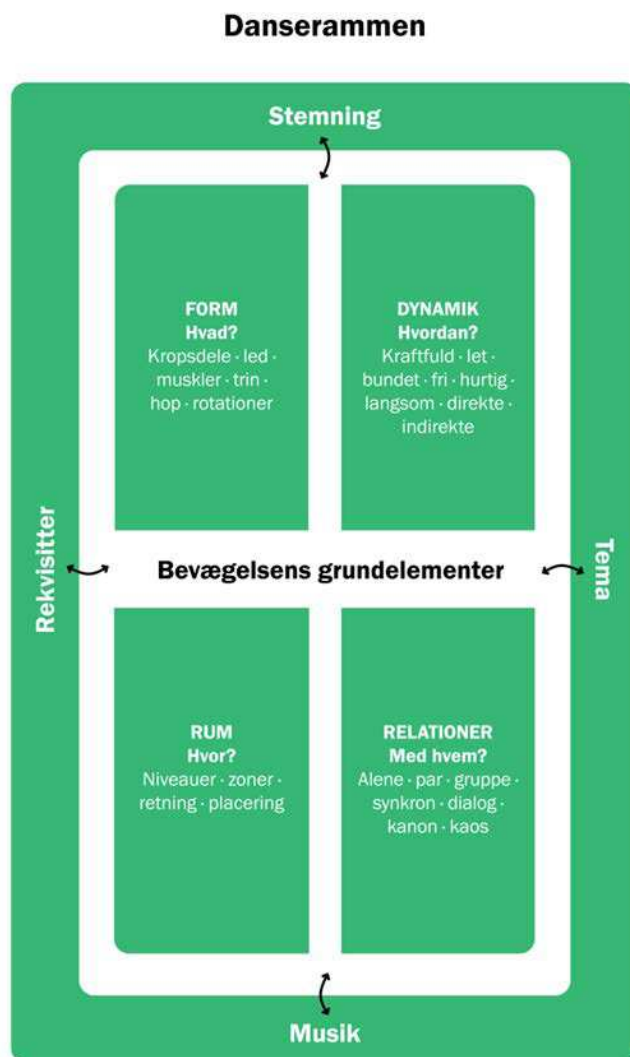 Danserammen
Stemning
FORM
Hvad?
Kropsdele · led ·
muskler · trin ·
hop · rotationer
DYNAMIK
Hvordan?
Kraftfuld · let ·
bundet · fri · hurtig ·
langsom · direkte ·
indirekte
Rekvisitter
Bevægelsens grundelementer
Tema
RUM
Hvor?
Niveauer · zoner ·
retning · placering
RELATIONER
Med hvem?
Alene · par · gruppe ·
synkron · dialog ·
kanon · kaos
Musik